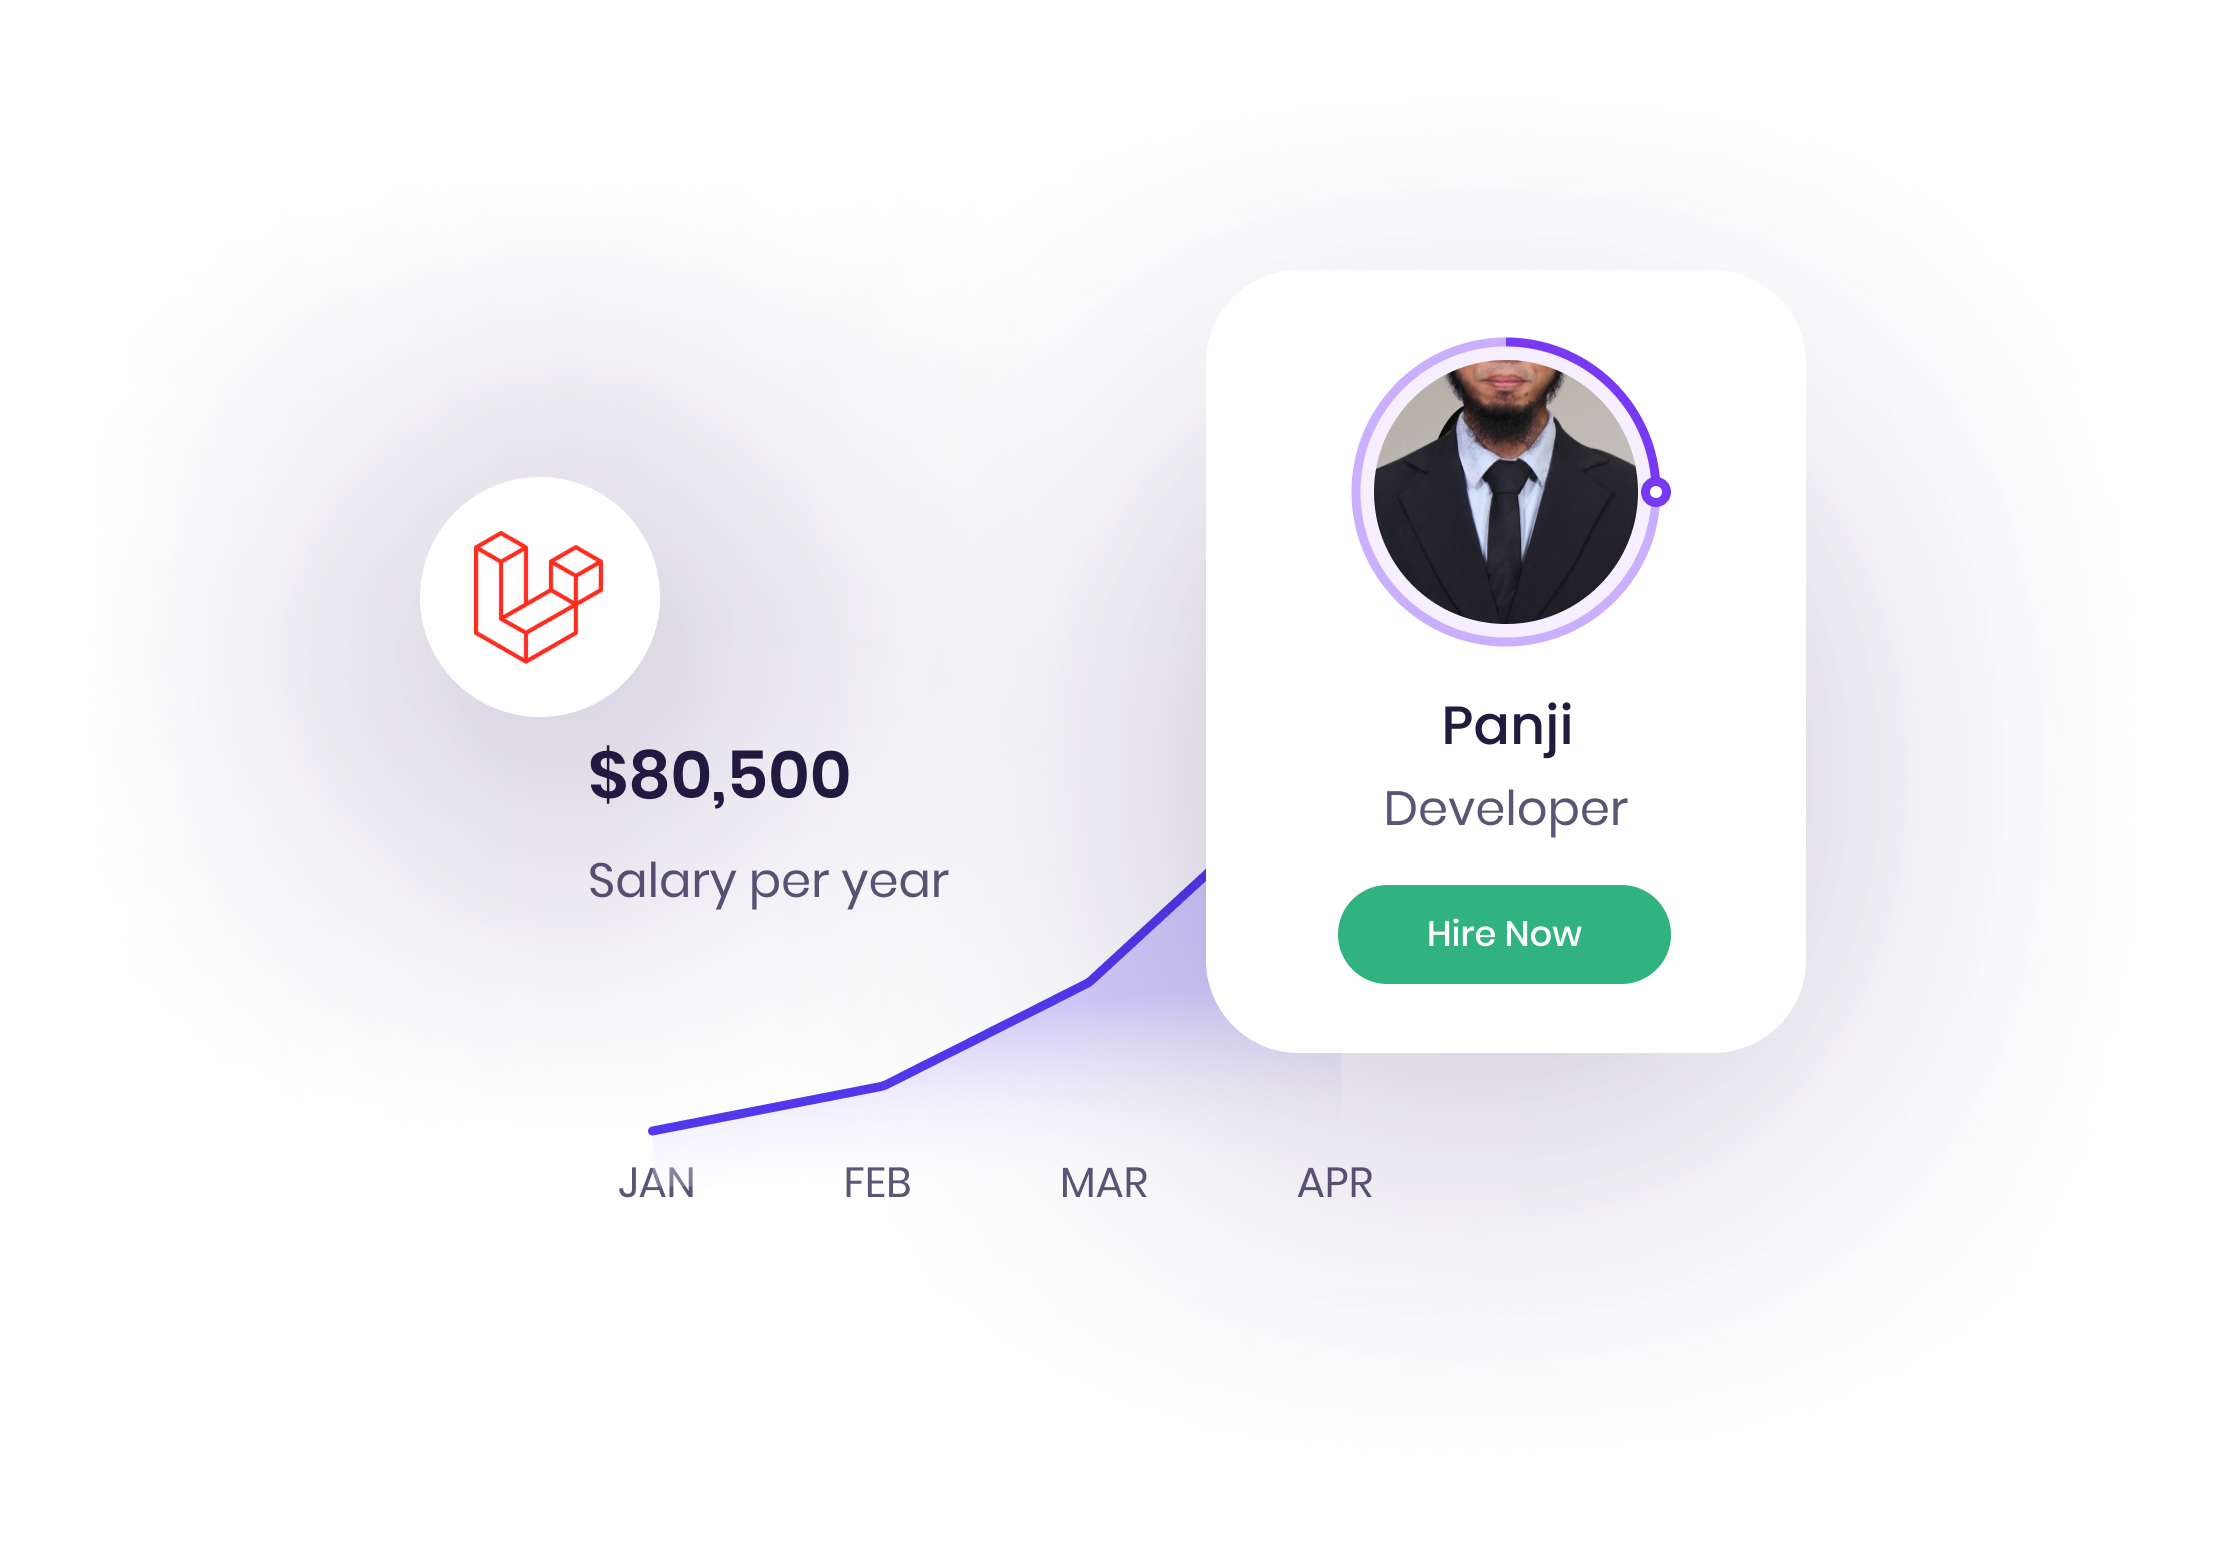 $80,500
Salary per year
JAN FEB MAR APR
Panji
Developer
Hire Now